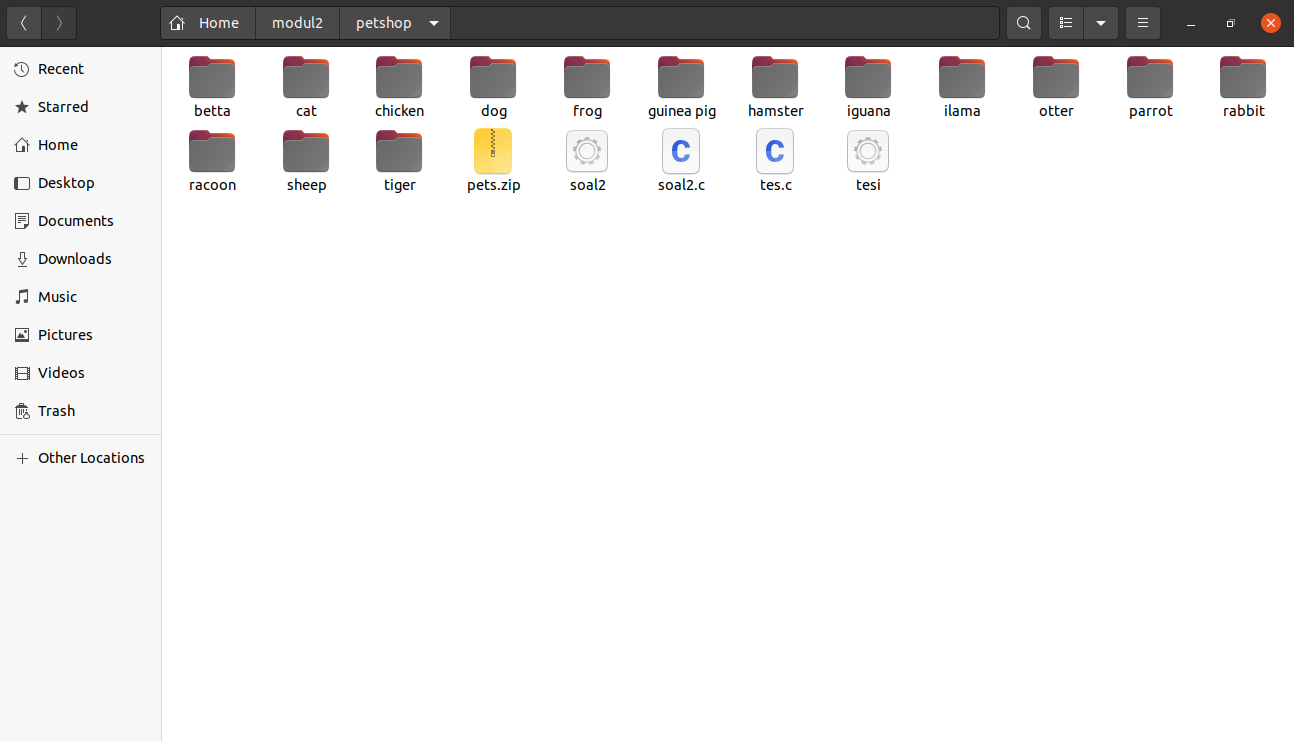 Home modul2 petshop
Recent
Starred
Home
Desktop
Documents
Downloads
Music
Pictures
Videos
Trash
Other Locations
betta cat chicken dog frog guinea pig hamster iguana ilama otter parrot rabbit
racoon sheep tiger pets.zip soal2 soal2.c tes.c tesi